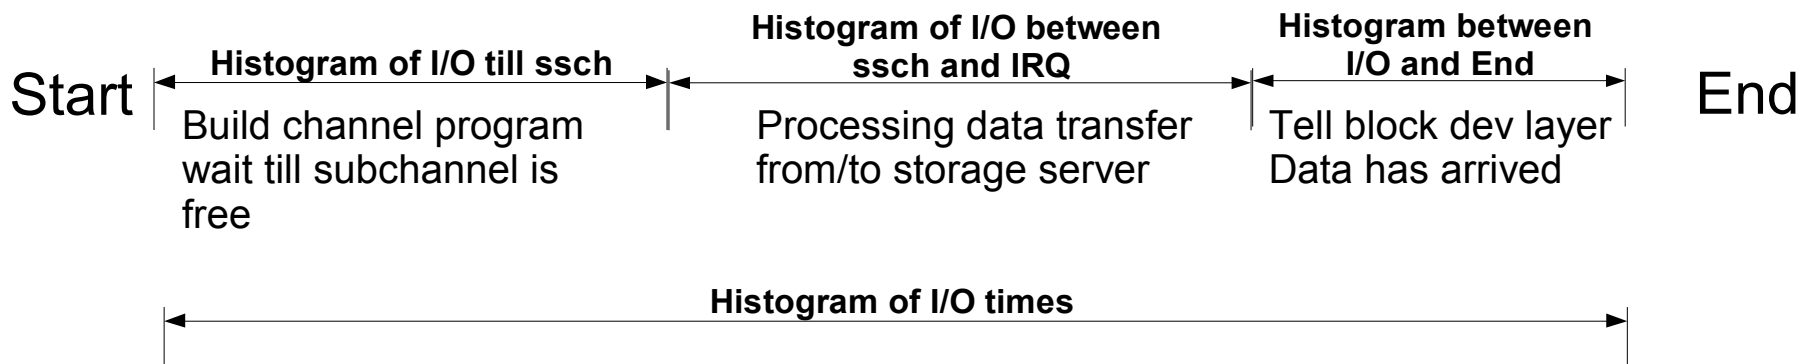 Start
Histogram of I/O till ssch
Build channel program
wait till subchannel is
free
Histogram of I/O between
ssch and IRQ
Processing data transfer
from/to storage server
Histogram between
I/O and End
Tell block dev layer
Data has arrived
End
Histogram of I/O times